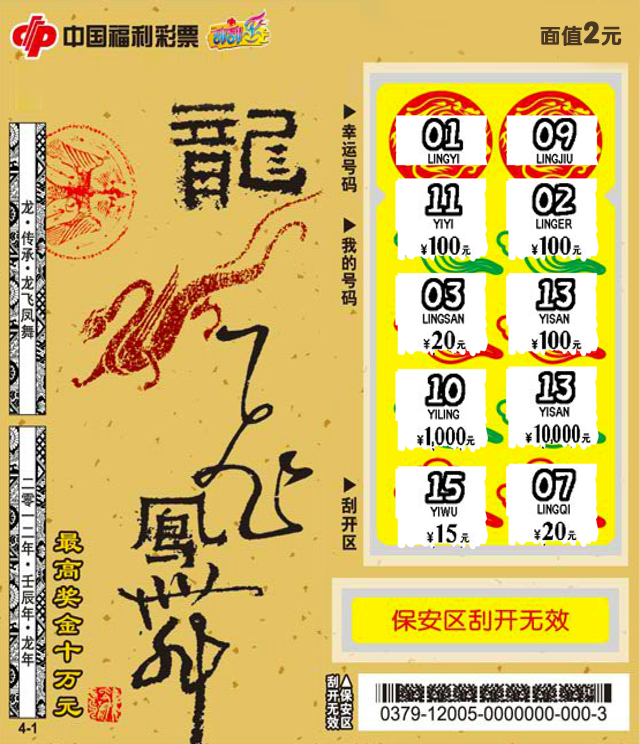 中国福利彩票
刮刮乐
面值2元
龍
飞
鳳
舞
龙·传承·龙飞凤舞
二零一二年·壬辰年·龙年
最高奖金十万元
4-1
▶幸运号码
01
LINGYI
09
LINGJIU
▶我的号码
11
YIYI
¥100元
02
LINGER
¥100元
03
LINGSAN
¥20元
13
YISAN
¥100元
10
YILING
¥1,000元
13
YISAN
¥10,000元
▶刮开区
15
YIWU
¥15元
07
LINGQI
¥20元
保安区刮开无效
▲保安区
刮开无效
0379-12005-0000000-000-3